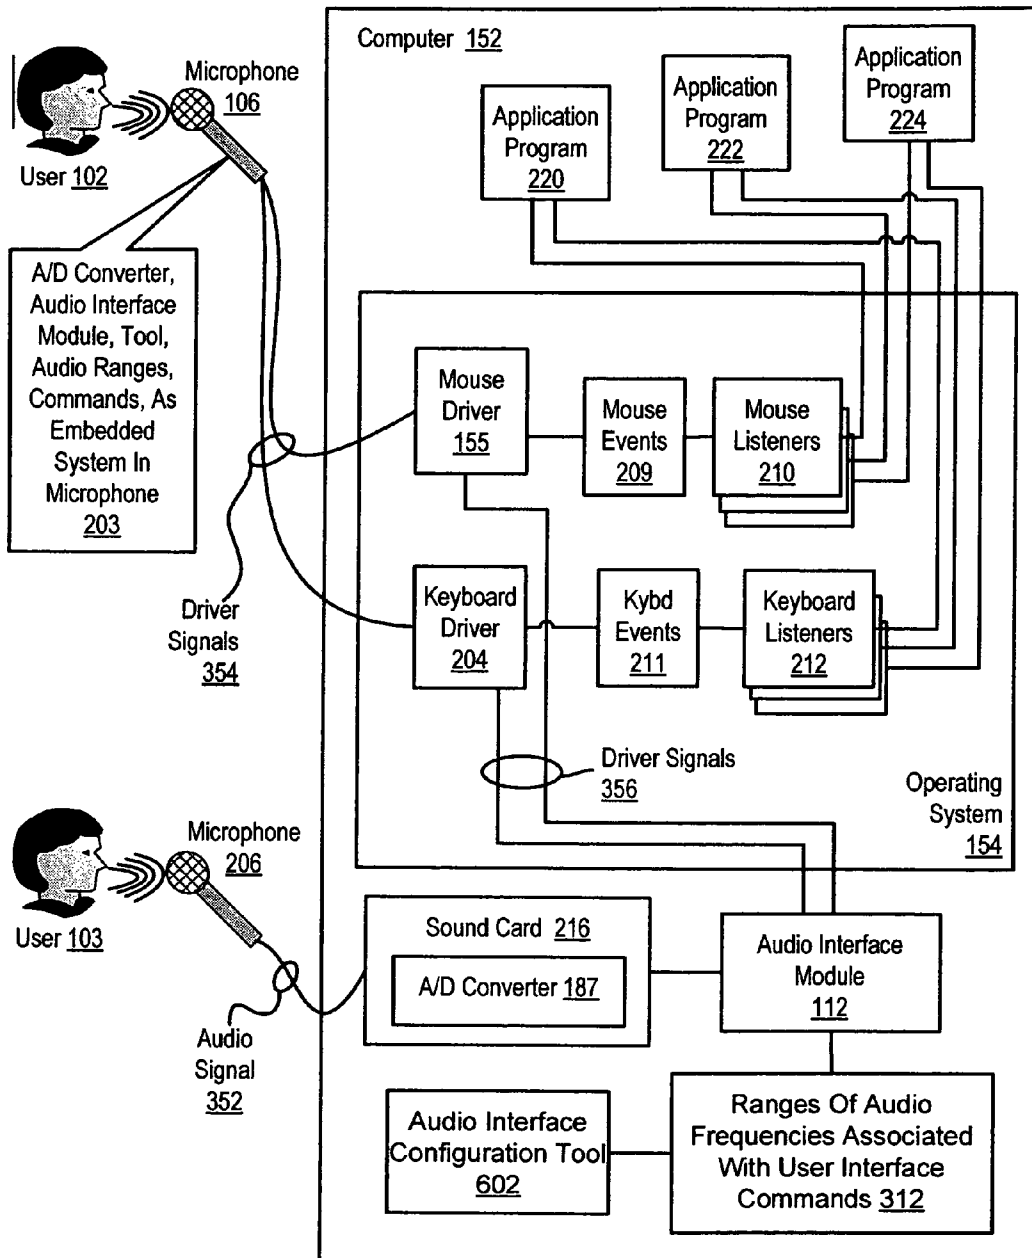 Computer 152
Microphone
106
User 102
Application
Program
220
Application
Program
222
Application
Program
224
A/D Converter,
Audio Interface
Module, Tool,
Audio Ranges,
Commands, As
Embedded
System In
Microphone
203
Mouse
Driver
155
Mouse
Events
209
Mouse
Listeners
210
Driver
Signals
354
Keyboard
Driver
204
Kybd
Events
211
Keyboard
Listeners
212
Driver Signals
356
Operating
System
154
Microphone
206
User 103
Audio
Signal
352
Sound Card 216
A/D Converter 187
Audio Interface
Module
112
Audio Interface
Configuration Tool
602
Ranges Of Audio
Frequencies Associated
With User Interface
Commands 312